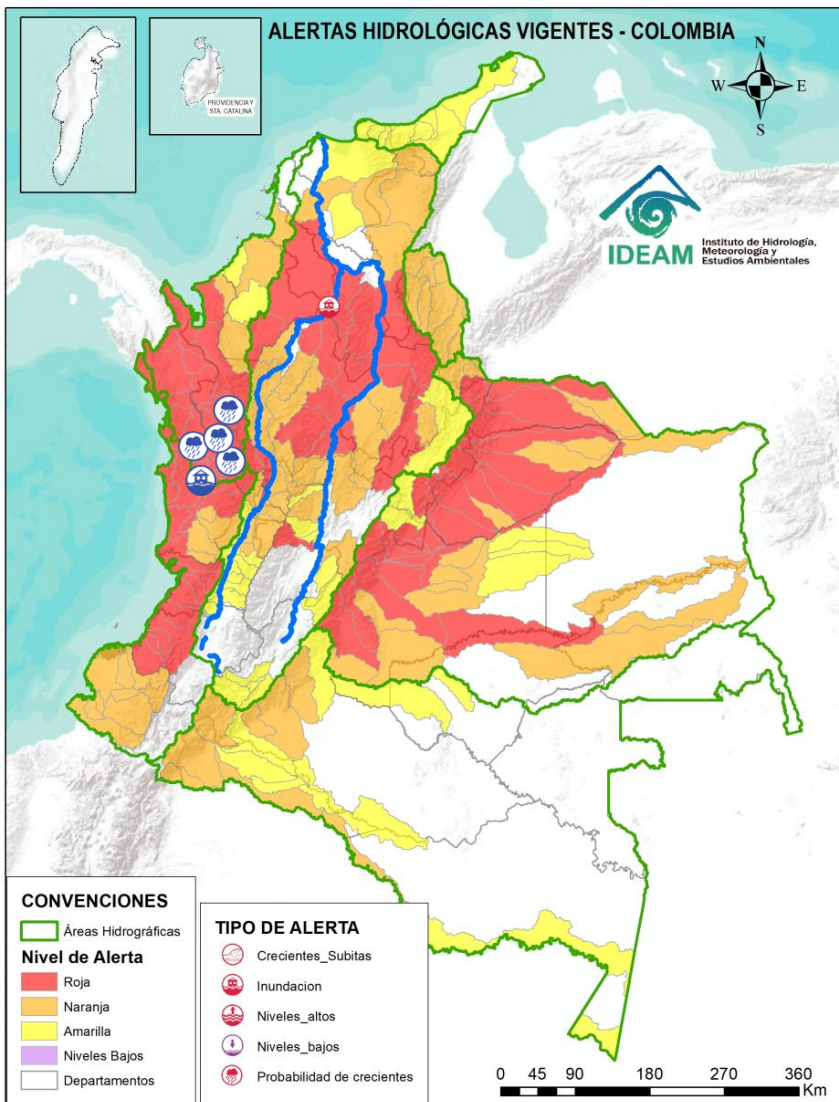 ALERTAS HIDROLÓGICAS VIGENTES - COLOMBIA
PROVIDENCIA Y
STA. CATALINA
N
W
E
S
IDEAM
Instituto de Hidrología,
Meteorología y
Estudios Ambientales
CONVENCIONES
Áreas Hidrográficas
Nivel de Alerta
Roja
Naranja
Amarilla
Niveles Bajos
Departamentos
TIPO DE ALERTA
Crecientes_Subitas
Inundacion
Niveles_altos
Niveles_bajos
Probabilidad de crecientes
0 45 90 180 270 360
Km